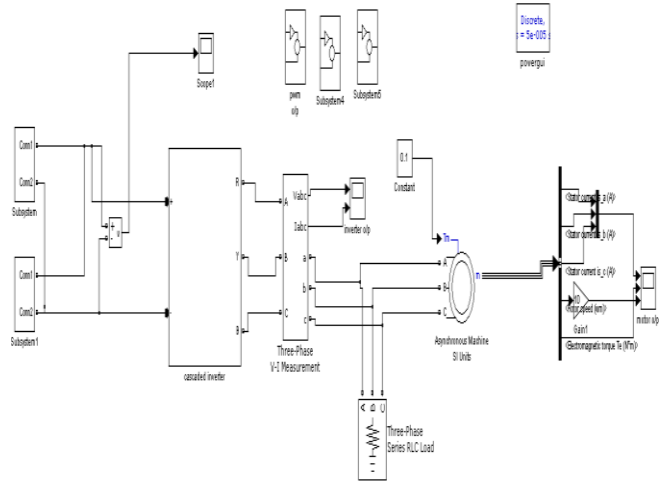 Discrete,
s = 5e-005 s
powergui
Scope1
pwm
o/p
Subsystem4
Subsystem5
Conn1
Conn2
Subsystem
+
-
v
Conn1
Conn2
Subsystem1
+
-
R
Y
B
cascaded inverter
A
B
C
Vabc
Iabc
a
b
c
Three-Phase
V-I Measurement
inverter o/p
0.1
Constant
Tm
A
B
C
m
Asynchronous Machine
SI Units
A
B
C
Three-Phase
Series RLC Load
<Stator current is_a (A)>
<Stator current is_b (A)>
<Stator current is_c (A)>
<Rotor speed (wm)>
Gain1
<Electromagnetic torque Te (N*m)>
motor o/p